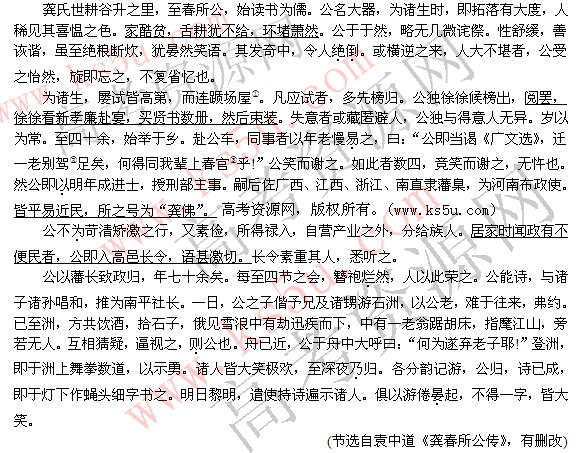 龚氏世耕谷升之里，至春所公，始读书为儒。公名大器，为诸生时，即拓落有大度，人
稀见其喜愠之色。家酷贫，舌耕犹不给，环堵萧然。公于于然，略无几微诧傺。性舒缓，善
诙谐，虽至绝粮断炊，犹晏然笑语。其发奇中，令人绝倒。或横逆之来，人大不堪者，公受
之怡然，旋即忘之，不复省忆也。
为诸生，屡试皆高第，而连踬场屋①。凡应试者，多先榜归。公独徐徐候榜出，阅罢，
徐徐看新孝廉赴宴，买贤书数册，然后束装。失意者或藏匿避人，公独与得意人无异。岁以
为常。至四十余，始举于乡。赴公车，同事者以年老慢易之，曰：“公即当谒《广文选》，迁
一老别驾②足矣，何得同我辈上春官③乎!”公笑而谢之。如此者数四，竞笑而谢之，无忤也。
然公即以明年成进士，授刑部主事。嗣后佐广西、江西、浙江、南直隶藩臬，为河南布政使。
皆平易近民，所之号为“龚佛”。高考资源网，版权所有。(www.ks5u.com)
公不为苛清矫激之行，又素俭，所得禄入，自营产业之外，分给族人。居家时闻政有不
便民者，公即入高邑长令，语甚激切。长令素重其人，悉听之。
公以藩长致政归，年七十余矣。每至四节之会，簪袍烂然，人以此荣之。公能诗，与诸
子诸孙唱和，推为南平社长。一日，公之子偕予兄及诸甥游石洲，以公老，难于往来，弗约。
已至洲，方共饮酒，拾石子，俄见雪浪中有劫迅疾而下，中有一老翁踞胡床，指麾江山，旁
若无人。互相猜疑，逼视之，则公也。舟已近，公于舟中大呼曰：“何为遂弃老子耶!”登洲，
即于洲上舞拳数道，以示勇。诸人皆大笑极欢，至深夜乃归。各分韵记游，公归，诗已成，
即于灯下作蝇头细字书之。明日黎明，遣使持诗遍示诸人。俱以游倦晏起，不得一字，皆大
笑。
(节选自袁中道《龚春所公传》，有删改)
高考资源网
www.ks5u.com
高考资源网